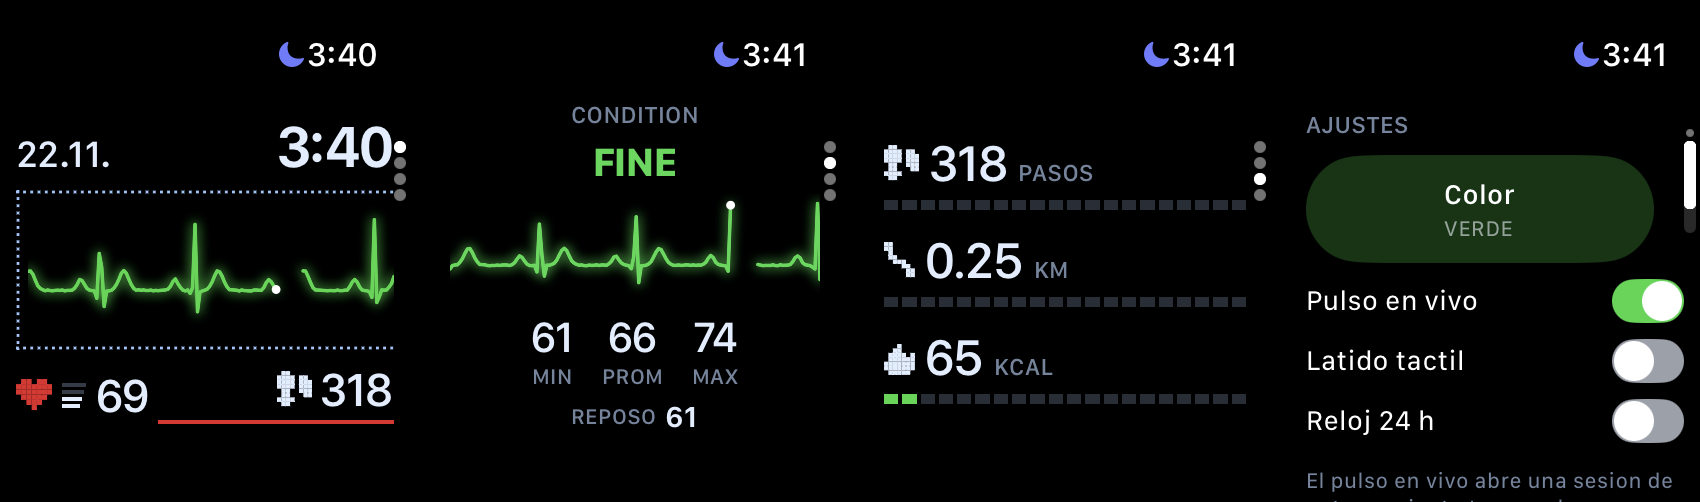 3:40
22.11.
3:40
69
318
3:41
CONDITION
FINE
61 66 74
MIN PROM MAX
REPOSO 61
3:41
318 PASOS
0.25 KM
65 KCAL
3:41
AJUSTES
Color
VERDE
Pulso en vivo
Latido tactil
Reloj 24 h
El pulso en vivo abre una sesion de